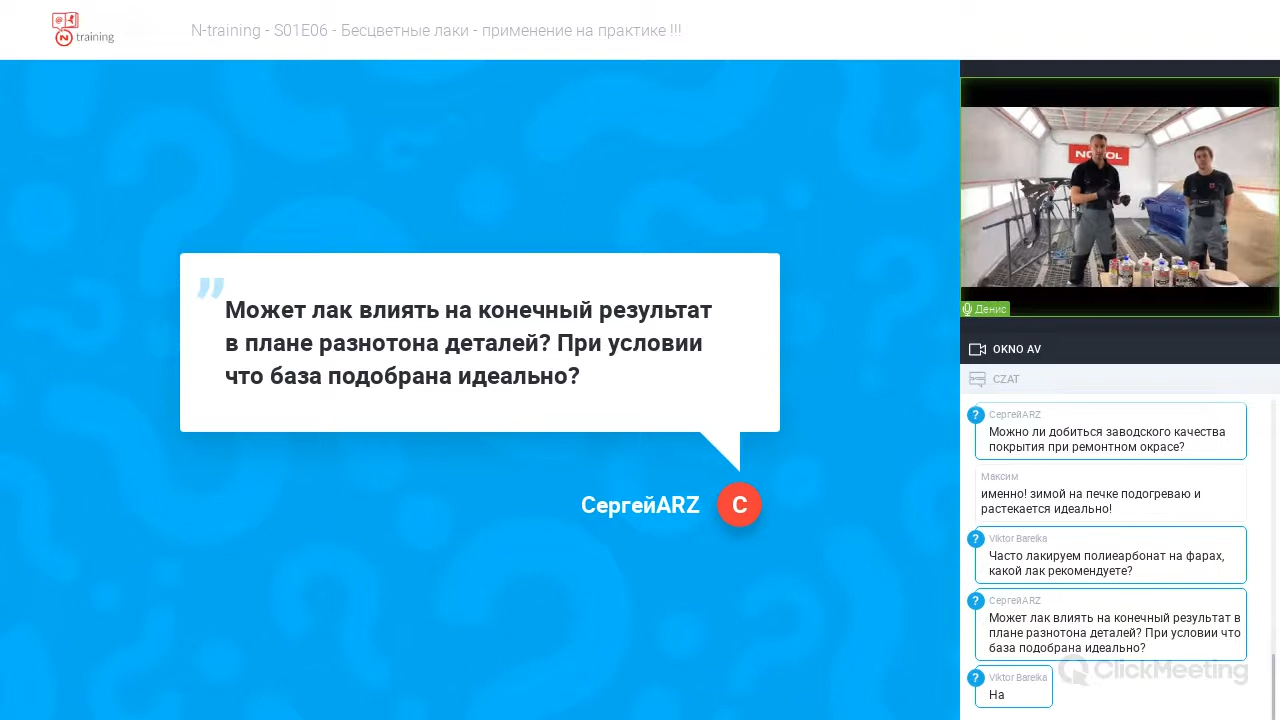 N training
N-training - S01E06 - Бесцветные лаки - применение на практике !!!
Может лак влиять на конечный результат
в плане разнотона деталей? При условии
что база подобрана идеально?
СергейARZ
C
Денис
OKNO AV
CZAT
? СергейARZ
Можно ли добиться заводского качества
покрытия при ремонтном окрасе?
Максим
именно! зимой на печке подогреваю и
растекается идеально!
? Viktor Bareika
Часто лакируем полиеарбонат на фарах,
какой лак рекомендуете?
? СергейARZ
Может лак влиять на конечный результат в
плане разнотона деталей? При условии что
база подобрана идеально?
ClickMeeting
? Viktor Bareika
На